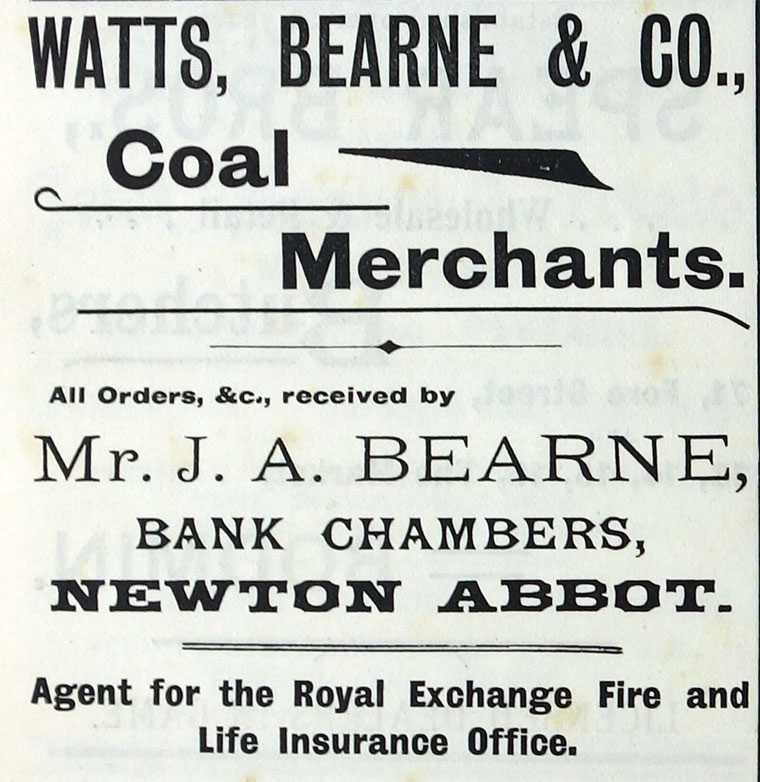 WATTS, BEARNE & CO.,
Coal
Merchants.
All Orders, &c., received by
Mr. J. A. BEARNE,
BANK CHAMBERS,
NEWTON ABBOT.
Agent for the Royal Exchange Fire and
Life Insurance Office.